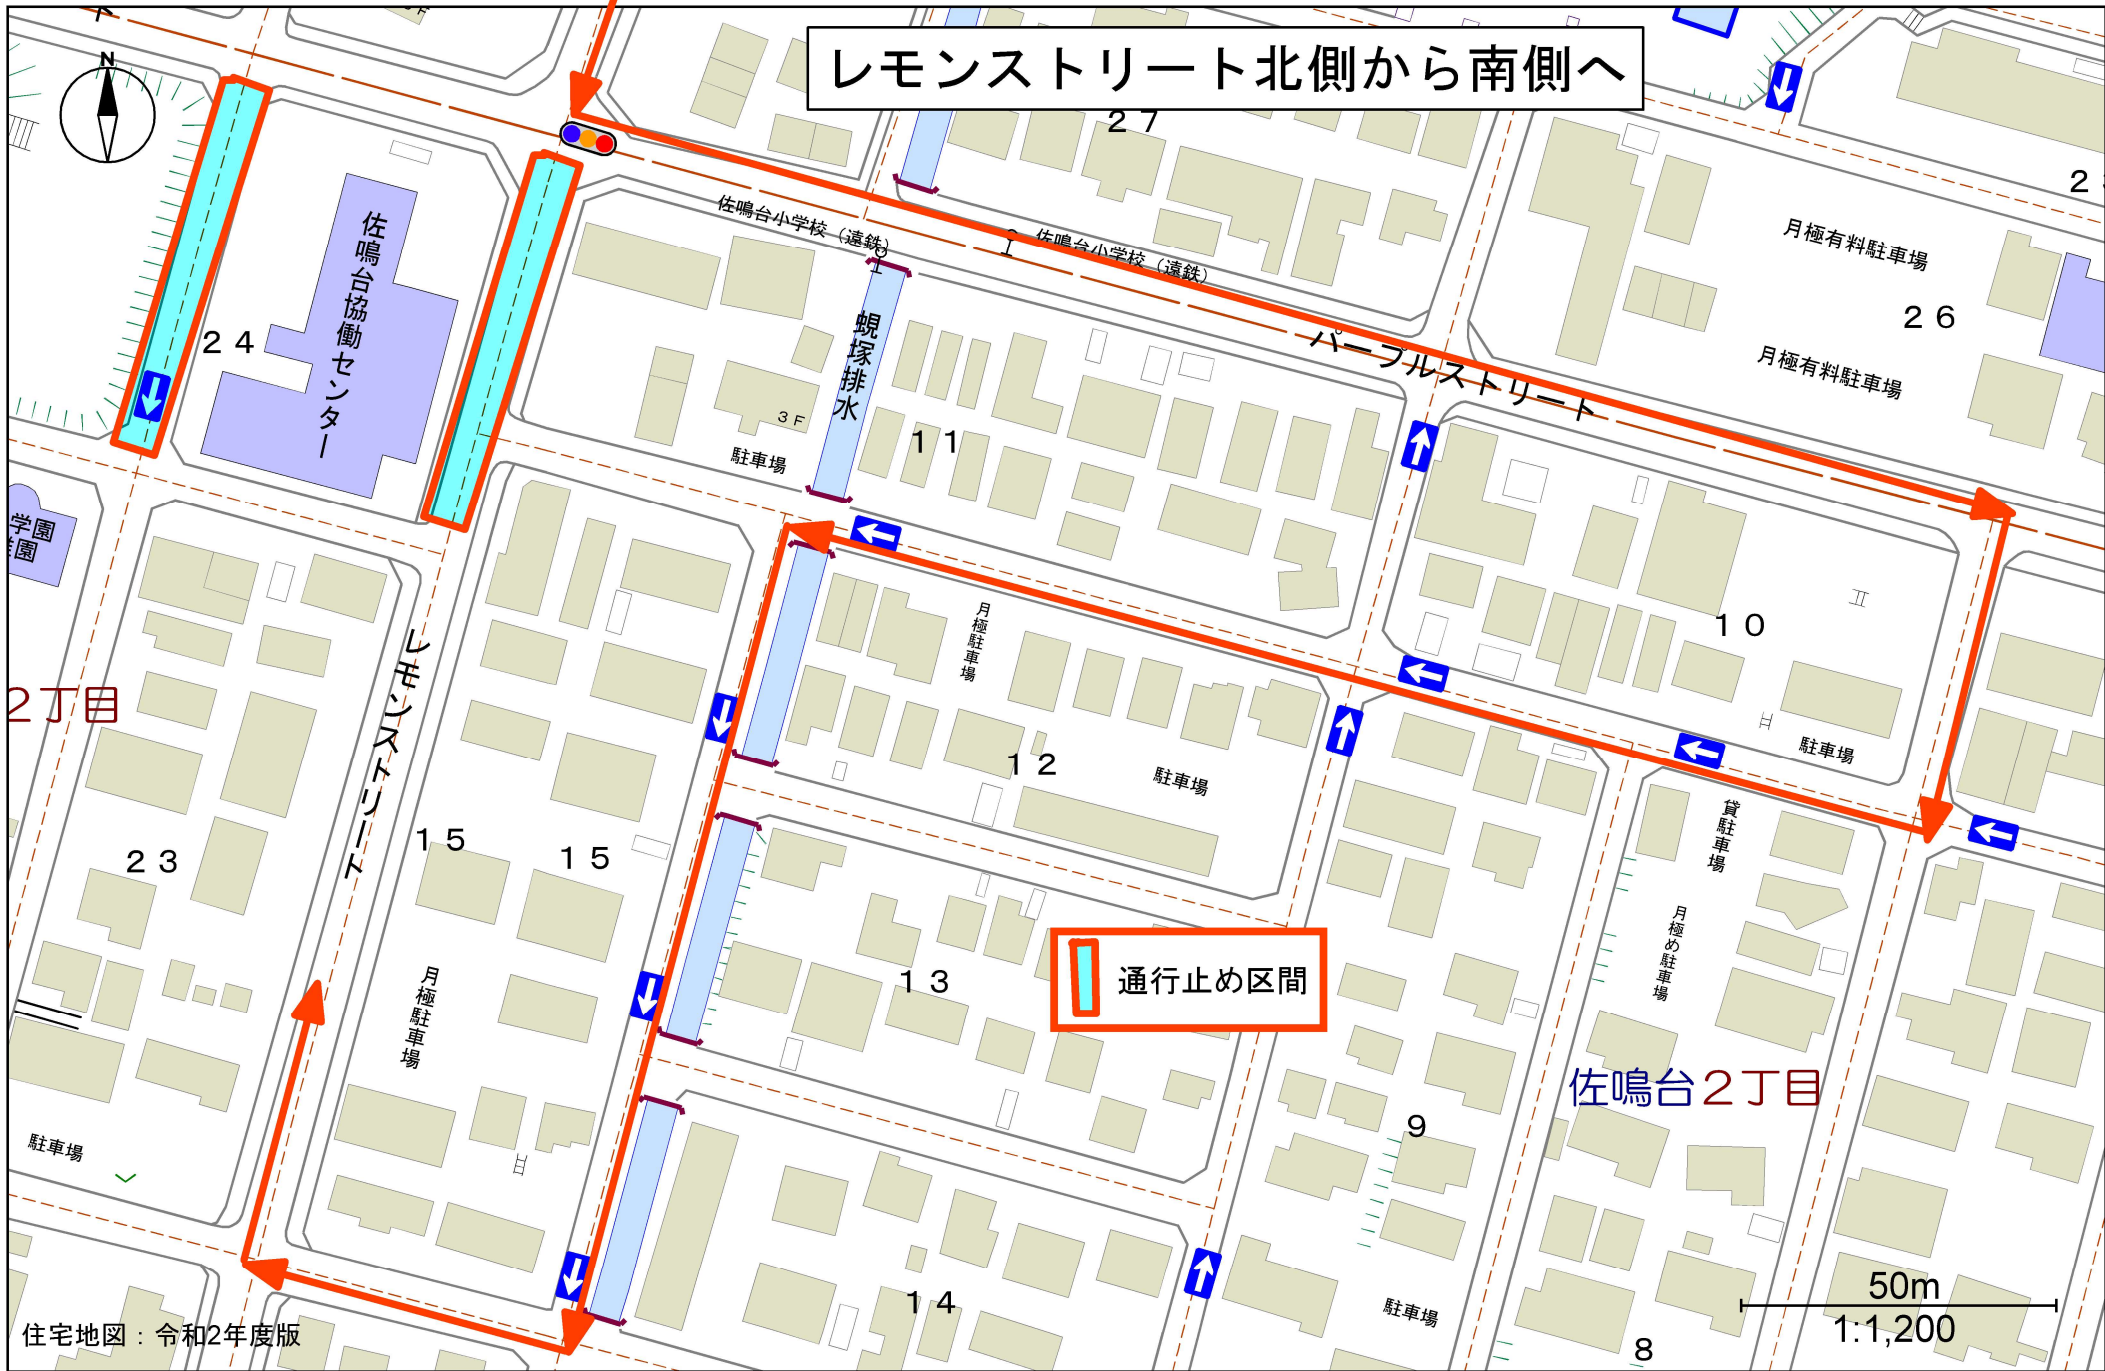 レモンストリート北側から南側へ
N
27
26
月極有料駐車場
月極有料駐車場
佐鳴台小学校（遠鉄）
佐鳴台小学校（遠鉄）
パープルストリート
佐鳴台協働センター
24
蜆塚排水
3F
駐車場
11
10
駐車場
学園
園
2丁目
レモンストリート
月極駐車場
12
駐車場
貸駐車場
月極め駐車場
23
15
15
月極駐車場
13
通行止め区間
佐鳴台2丁目
9
駐車場
14
駐車場
8
50m
1:1,200
住宅地図：令和2年度版